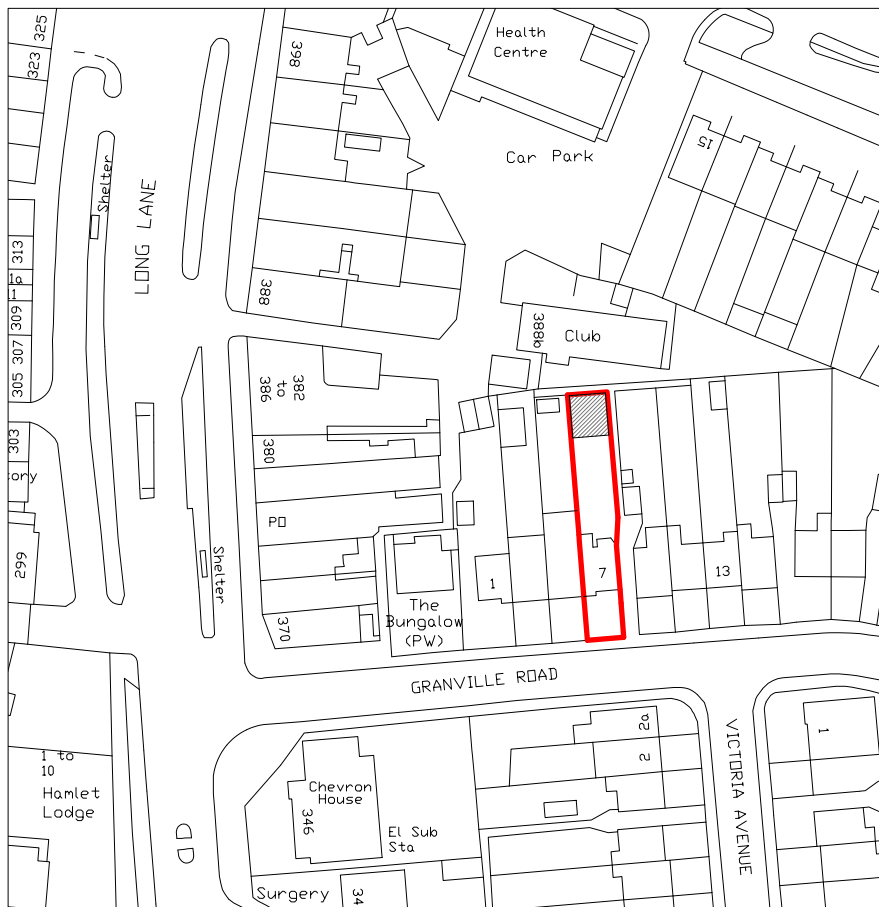 325
323
398
Health
Centre
Car Park
15
Shelter
LONG LANE
313
309
307
305
388
388b
Club
382
to
386
380
303
PO
299
Shelter
370
The
Bungalow
(PW)
1
7
13
GRANVILLE ROAD
VICTORIA AVENUE
2a
2
1
1 to
10
Hamlet
Lodge
Chevron
House
346
El Sub
Sta
Surgery